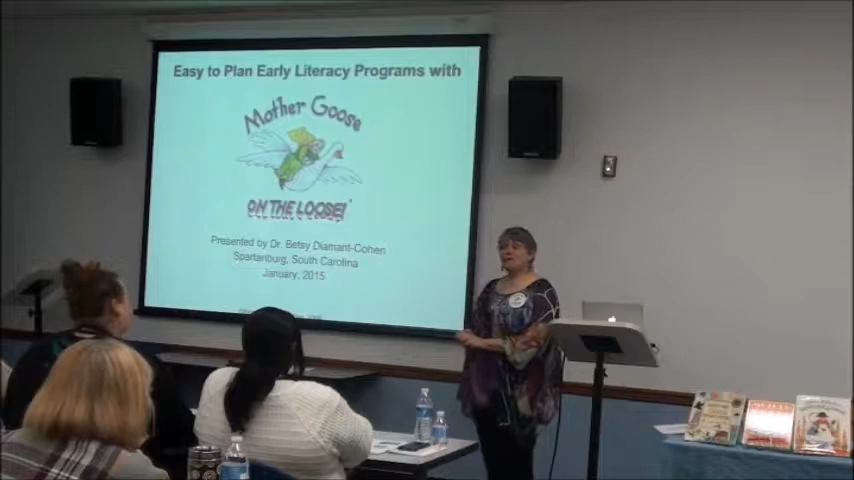 Easy to Plan Early Literacy Programs with
Mother Goose
ON THE LOOSE!
Presented by Dr. Betsy Diamant-Cohen
Spartanburg, South Carolina
January, 2015